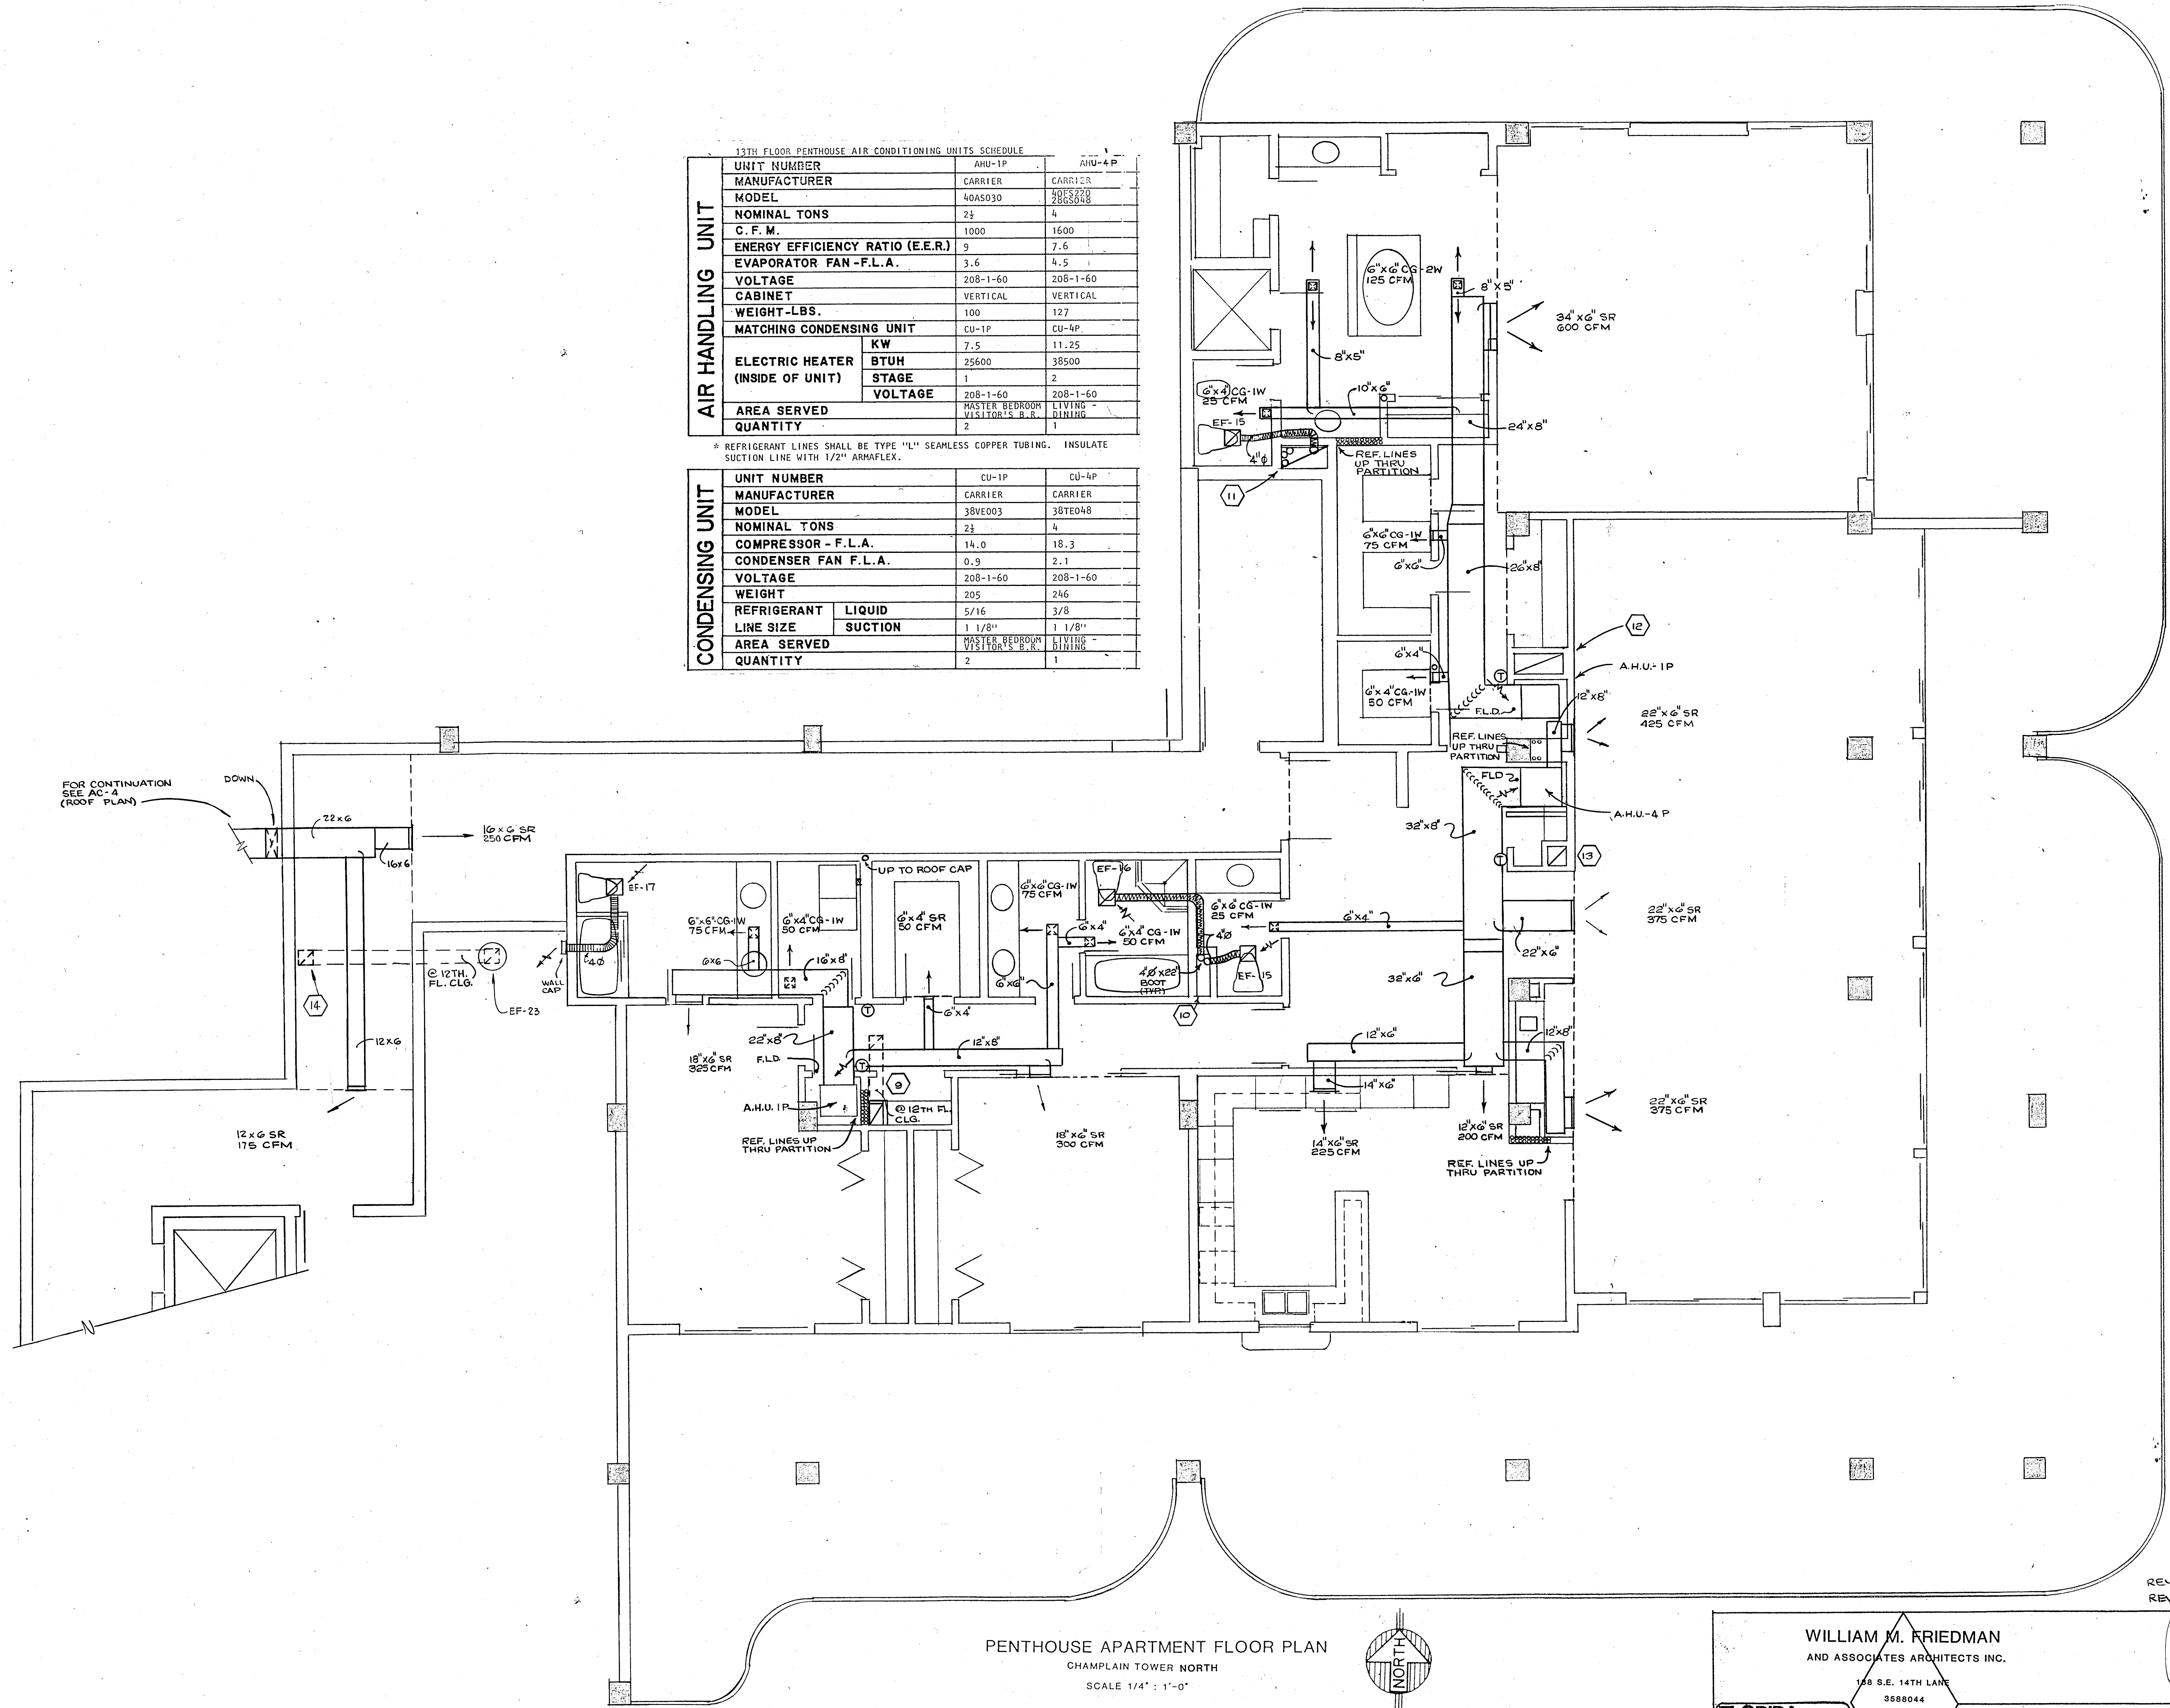 13TH FLOOR PENTHOUSE AIR CONDITIONING UNITS SCHEDULE
AIR HANDLING UNIT
UNIT NUMBER AHU-1P AHU-4P
MANUFACTURER CARRIER CARRIER
MODEL 40AS030 40FS220 28GS048
NOMINAL TONS 2½ 4
C.F.M. 1000 1600
ENERGY EFFICIENCY RATIO (E.E.R.) 9 7.6
EVAPORATOR FAN-F.L.A. 3.6 4.5
VOLTAGE 208-1-60 208-1-60
CABINET VERTICAL VERTICAL
WEIGHT-LBS. 100 127
MATCHING CONDENSING UNIT CU-1P CU-4P
ELECTRIC HEATER (INSIDE OF UNIT)
KW 7.5 11.25
BTUH 25600 38500
STAGE 1 2
VOLTAGE 208-1-60 208-1-60
AREA SERVED MASTER BEDROOM VISITOR'S B.R. LIVING - DINING
QUANTITY 2 1
* REFRIGERANT LINES SHALL BE TYPE "L" SEAMLESS COPPER TUBING. INSULATE
SUCTION LINE WITH 1/2" ARMAFLEX.
CONDENSING UNIT
UNIT NUMBER CU-1P CU-4P
MANUFACTURER CARRIER CARRIER
MODEL 38VE003 38TE048
NOMINAL TONS 2½ 4
COMPRESSOR - F.L.A. 14.0 18.3
CONDENSER FAN F.L.A. 0.9 2.1
VOLTAGE 208-1-60 208-1-60
WEIGHT 205 246
REFRIGERANT LINE SIZE
LIQUID 5/16 3/8
SUCTION 1 1/8" 1 1/8"
AREA SERVED MASTER BEDROOM VISITOR'S B.R. LIVING - DINING
QUANTITY 2 1
6"x6" CG-2W
125 CFM
8"x5"
34"x6" SR
600 CFM
8"x5"
6"x4" CG-1W
25 CFM
10"x6"
EF-15
4"ø
24"x8"
REF. LINES
UP THRU
PARTITION
11
6"x6" CG-1W
75 CFM
6"x6"
26"x8"
12
6"x4"
A.H.U.-1P
T
6"x4" CG-1W
50 CFM
F.L.D.
12"x8"
22"x6" SR
425 CFM
REF. LINES
UP THRU
PARTITION
FLD
A.H.U.-4P
32"x8"
T
13
FOR CONTINUATION
SEE AC-4
(ROOF PLAN)
DOWN
22x6
16x6 SR
250 CFM
16x6
UP TO ROOF CAP
EF-17
6"x6" CG-1W
75 CFM
6"x4" CG-1W
50 CFM
6"x4" SR
50 CFM
6"x6" CG-1W
75 CFM
EF-16
6"x6" CG-1W
25 CFM
6"x4"
22"x6" SR
375 CFM
6"x4"
6"x4" CG-1W
50 CFM
4ø
22"x6"
6x6
16"x8"
4ø
@ 12TH.
FL. CLG.
WALL
CAP
6"x6"
4ø x22"
BOOT
(TYP.)
EF-15
32"x6"
14
EF-23
10
T
6"x4"
12x6
22"x8"
12"x8"
12"x6"
12"x8"
18"x6" SR
325 CFM
F.L.D.
T
9
14"x6"
A.H.U. 1P
@ 12TH FL.
CLG.
12x6 SR
175 CFM
REF. LINES UP
THRU PARTITION
18"x6" SR
300 CFM
14"x6" SR
225 CFM
12"x6" SR
200 CFM
22"x6" SR
375 CFM
REF. LINES UP
THRU PARTITION
PENTHOUSE APARTMENT FLOOR PLAN
CHAMPLAIN TOWER NORTH
SCALE 1/4" : 1'-0"
NORTH
WILLIAM M. FRIEDMAN
AND ASSOCIATES ARCHITECTS INC.
S.E. 14TH LANE
3588044